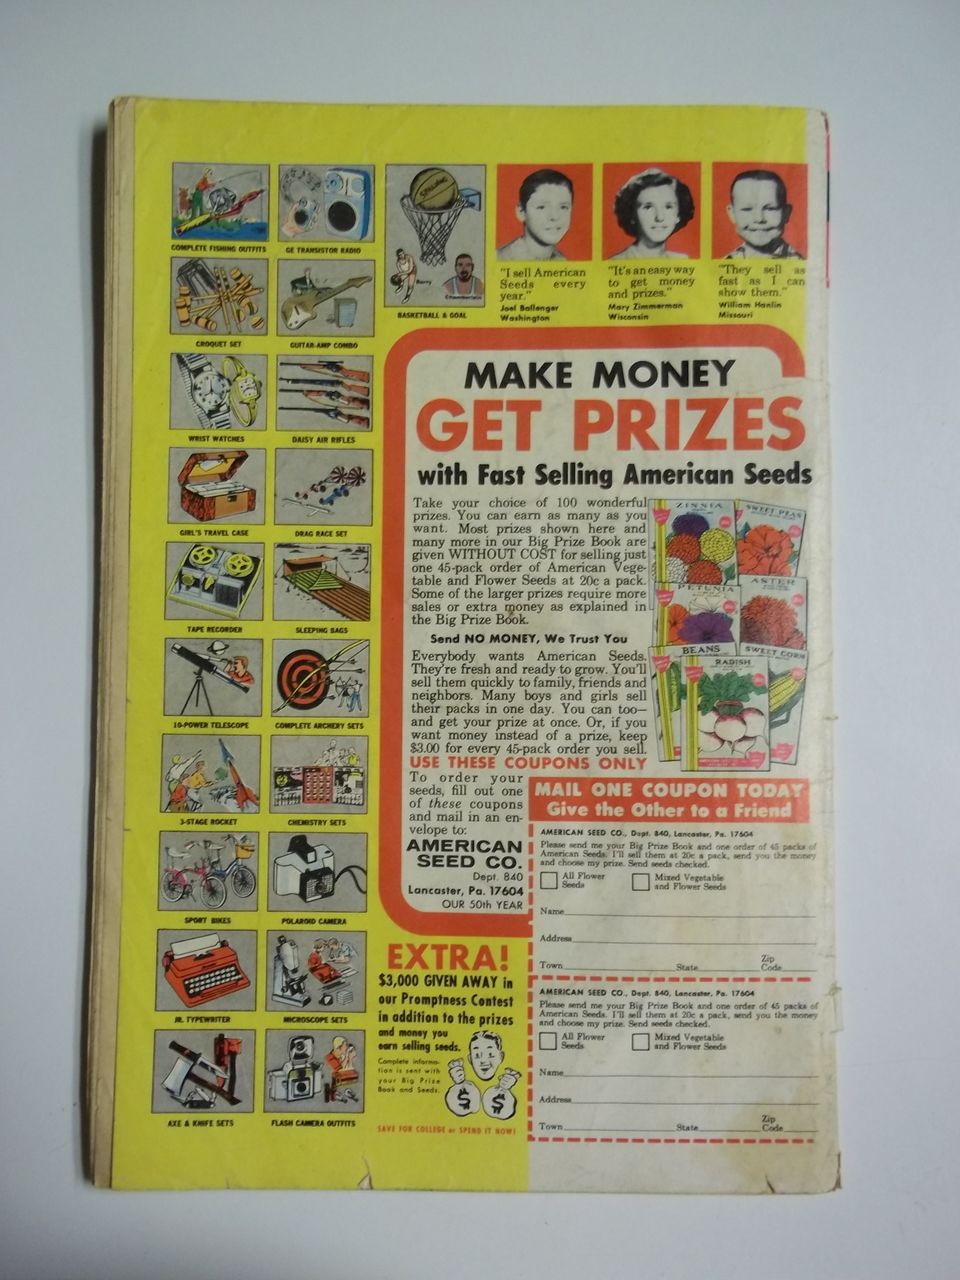 COMPLETE FISHING OUTFITS
GE TRANSISTOR RADIO
CROQUET SET
GUITAR-AMP COMBO
WRIST WATCHES
DAISY AIR RIFLES
GIRL'S TRAVEL CASE
DRAG RACE SET
TAPE RECORDER
SLEEPING BAGS
10-POWER TELESCOPE
COMPLETE ARCHERY SETS
3-STAGE ROCKET
CHEMISTRY SETS
SPORT BIKES
POLAROID CAMERA
JR. TYPEWRITER
MICROSCOPE SETS
AXE & KNIFE SETS
FLASH CAMERA OUTFITS
SPALDING
Barry
Chamberlain
BASKETBALL & GOAL
"I sell American
Seeds every
year."
Joel Ballenger
Washington
"It's an easy way
to get money
and prizes."
Mary Zimmerman
Wisconsin
"They sell as
fast as I can
show them."
William Hanlin
Missouri
MAKE MONEY
GET PRIZES
with Fast Selling American Seeds
Take your choice of 100 wonderful
prizes. You can earn as many as you
want. Most prizes shown here and
many more in our Big Prize Book are
given WITHOUT COST for selling just
one 45-pack order of American Vege-
table and Flower Seeds at 20c a pack.
Some of the larger prizes require more
sales or extra money as explained in
the Big Prize Book.
Send NO MONEY, We Trust You
Everybody wants American Seeds.
They're fresh and ready to grow. You'll
sell them quickly to family, friends and
neighbors. Many boys and girls sell
their packs in one day. You can too—
and get your prize at once. Or, if you
want money instead of a prize, keep
$3.00 for every 45-pack order you sell.
ZINNIA
SWEET PEAS
PETUNIA
ASTER
BEANS
SWEET CORN
RADISH
USE THESE COUPONS ONLY
To order your
seeds, fill out one
of these coupons
and mail in an en-
velope to:
AMERICAN
SEED CO.
Dept. 840
Lancaster, Pa. 17604
OUR 50th YEAR
EXTRA!
$3,000 GIVEN AWAY in
our Promptness Contest
in addition to the prizes
and money you
earn selling seeds.
Complete informa-
tion is sent with
your Big Prize
Book and Seeds.
$ $
SAVE FOR COLLEGE or SPEND IT NOW!
MAIL ONE COUPON TODAY
Give the Other to a Friend
AMERICAN SEED CO., Dept. 840, Lancaster, Pa. 17604
Please send me your Big Prize Book and one order of 45 packs of
American Seeds. I'll sell them at 20c a pack, send you the money
and choose my prize. Send seeds checked.
All Flower
Seeds
Mixed Vegetable
and Flower Seeds
Name
Address
Town State Zip
Code
AMERICAN SEED CO., Dept. 840, Lancaster, Pa. 17604
Please send me your Big Prize Book and one order of 45 packs of
American Seeds. I'll sell them at 20c a pack, send you the money
and choose my prize. Send seeds checked.
All Flower
Seeds
Mixed Vegetable
and Flower Seeds
Name
Address
Town State Zip
Code